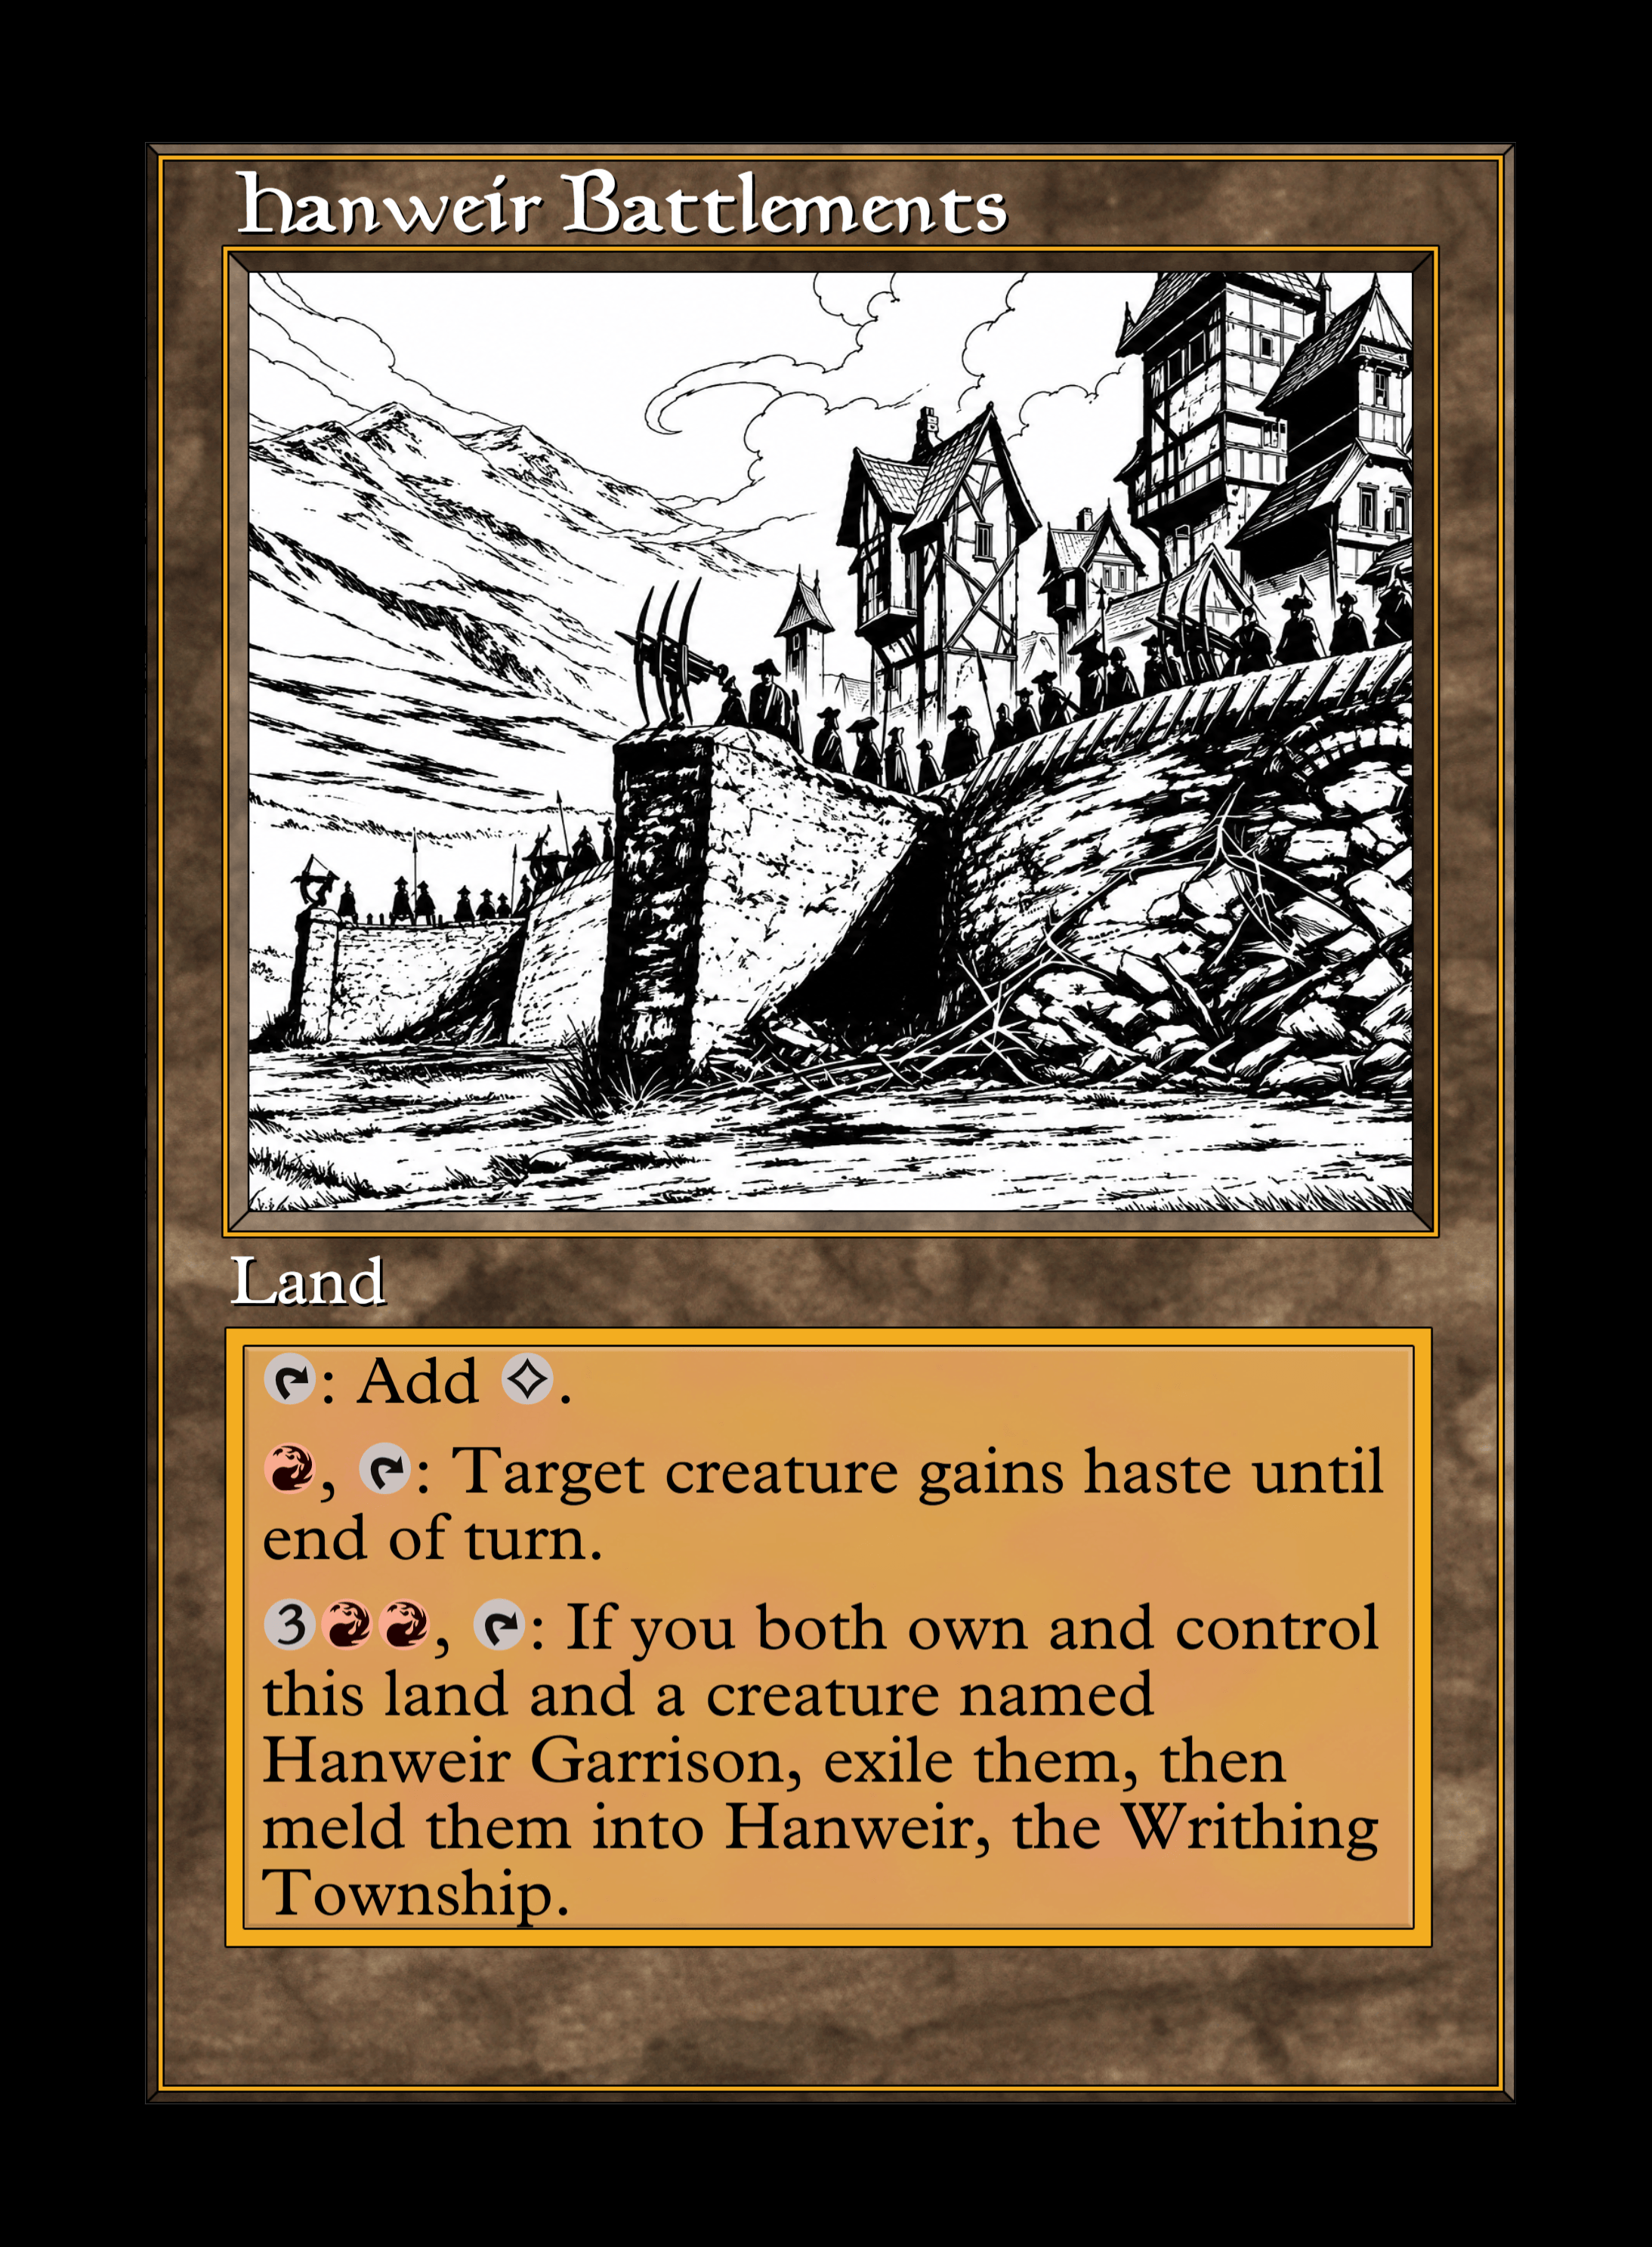 Hanweir Battlements
Land
: Add .
, : Target creature gains haste until
end of turn.
3, : If you both own and control
this land and a creature named
Hanweir Garrison, exile them, then
meld them into Hanweir, the Writhing
Township.